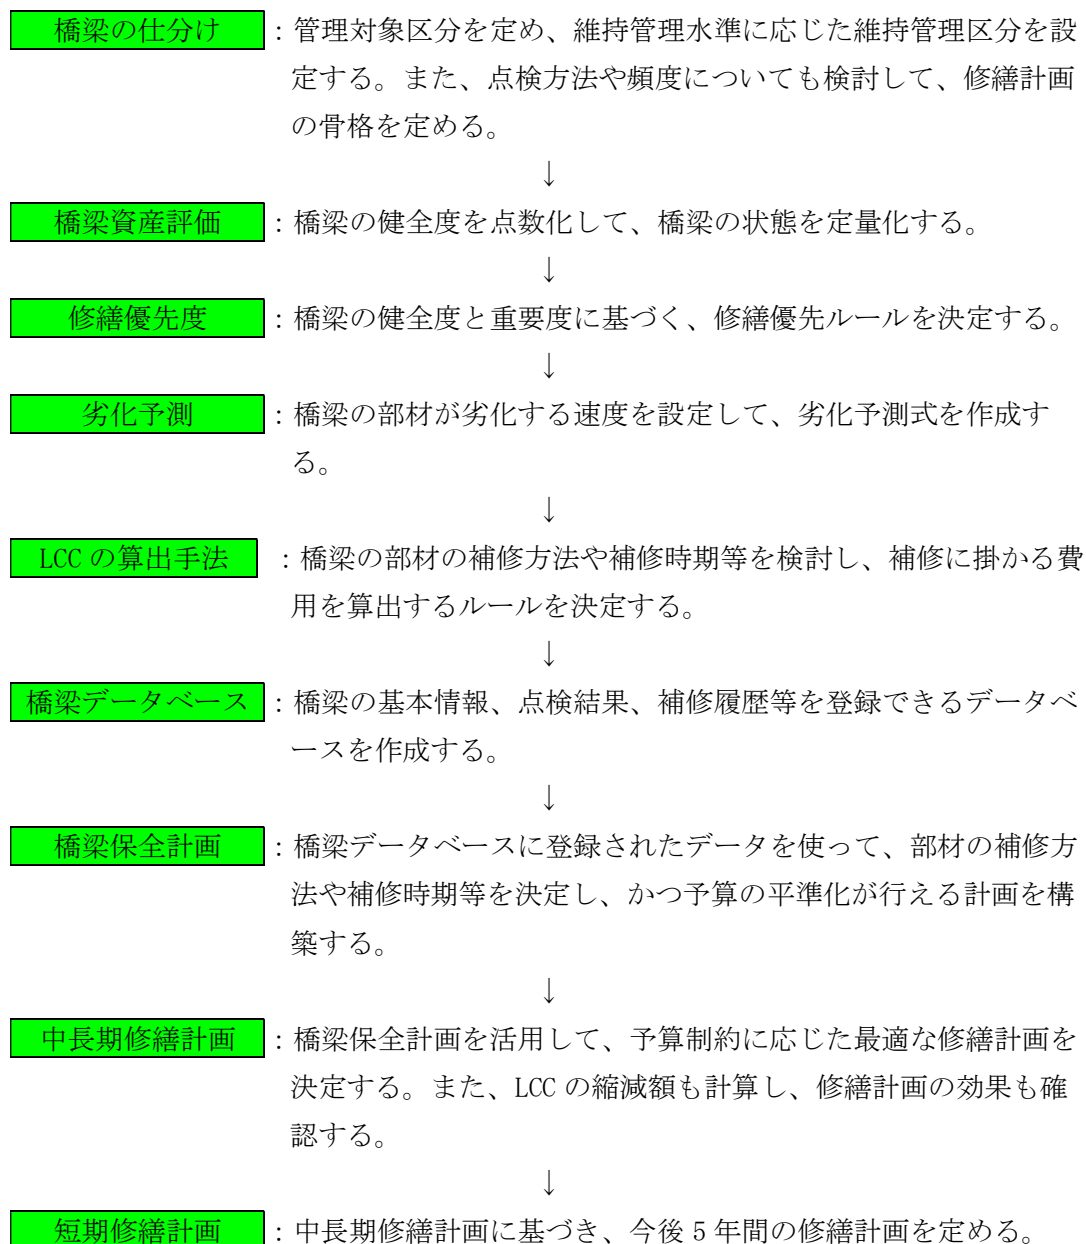 橋梁の仕分け：管理対象区分を定め、維持管理水準に応じた維持管理区分を設
定する。また、点検方法や頻度についても検討して、修繕計画
の骨格を定める。
↓
橋梁資産評価：橋梁の健全度を点数化して、橋梁の状態を定量化する。
↓
修繕優先度：橋梁の健全度と重要度に基づく、修繕優先ルールを決定する。
↓
劣化予測：橋梁の部材が劣化する速度を設定して、劣化予測式を作成す
る。
↓
LCC の算出手法：橋梁の部材の補修方法や補修時期等を検討し、補修に掛かる費
用を算出するルールを決定する。
↓
橋梁データベース：橋梁の基本情報、点検結果、補修履歴等を登録できるデータベ
ースを作成する。
↓
橋梁保全計画：橋梁データベースに登録されたデータを使って、部材の補修方
法や補修時期等を決定し、かつ予算の平準化が行える計画を構
築する。
↓
中長期修繕計画：橋梁保全計画を活用して、予算制約に応じた最適な修繕計画を
決定する。また、LCC の縮減額も計算し、修繕計画の効果も確
認する。
↓
短期修繕計画：中長期修繕計画に基づき、今後 5 年間の修繕計画を定める。